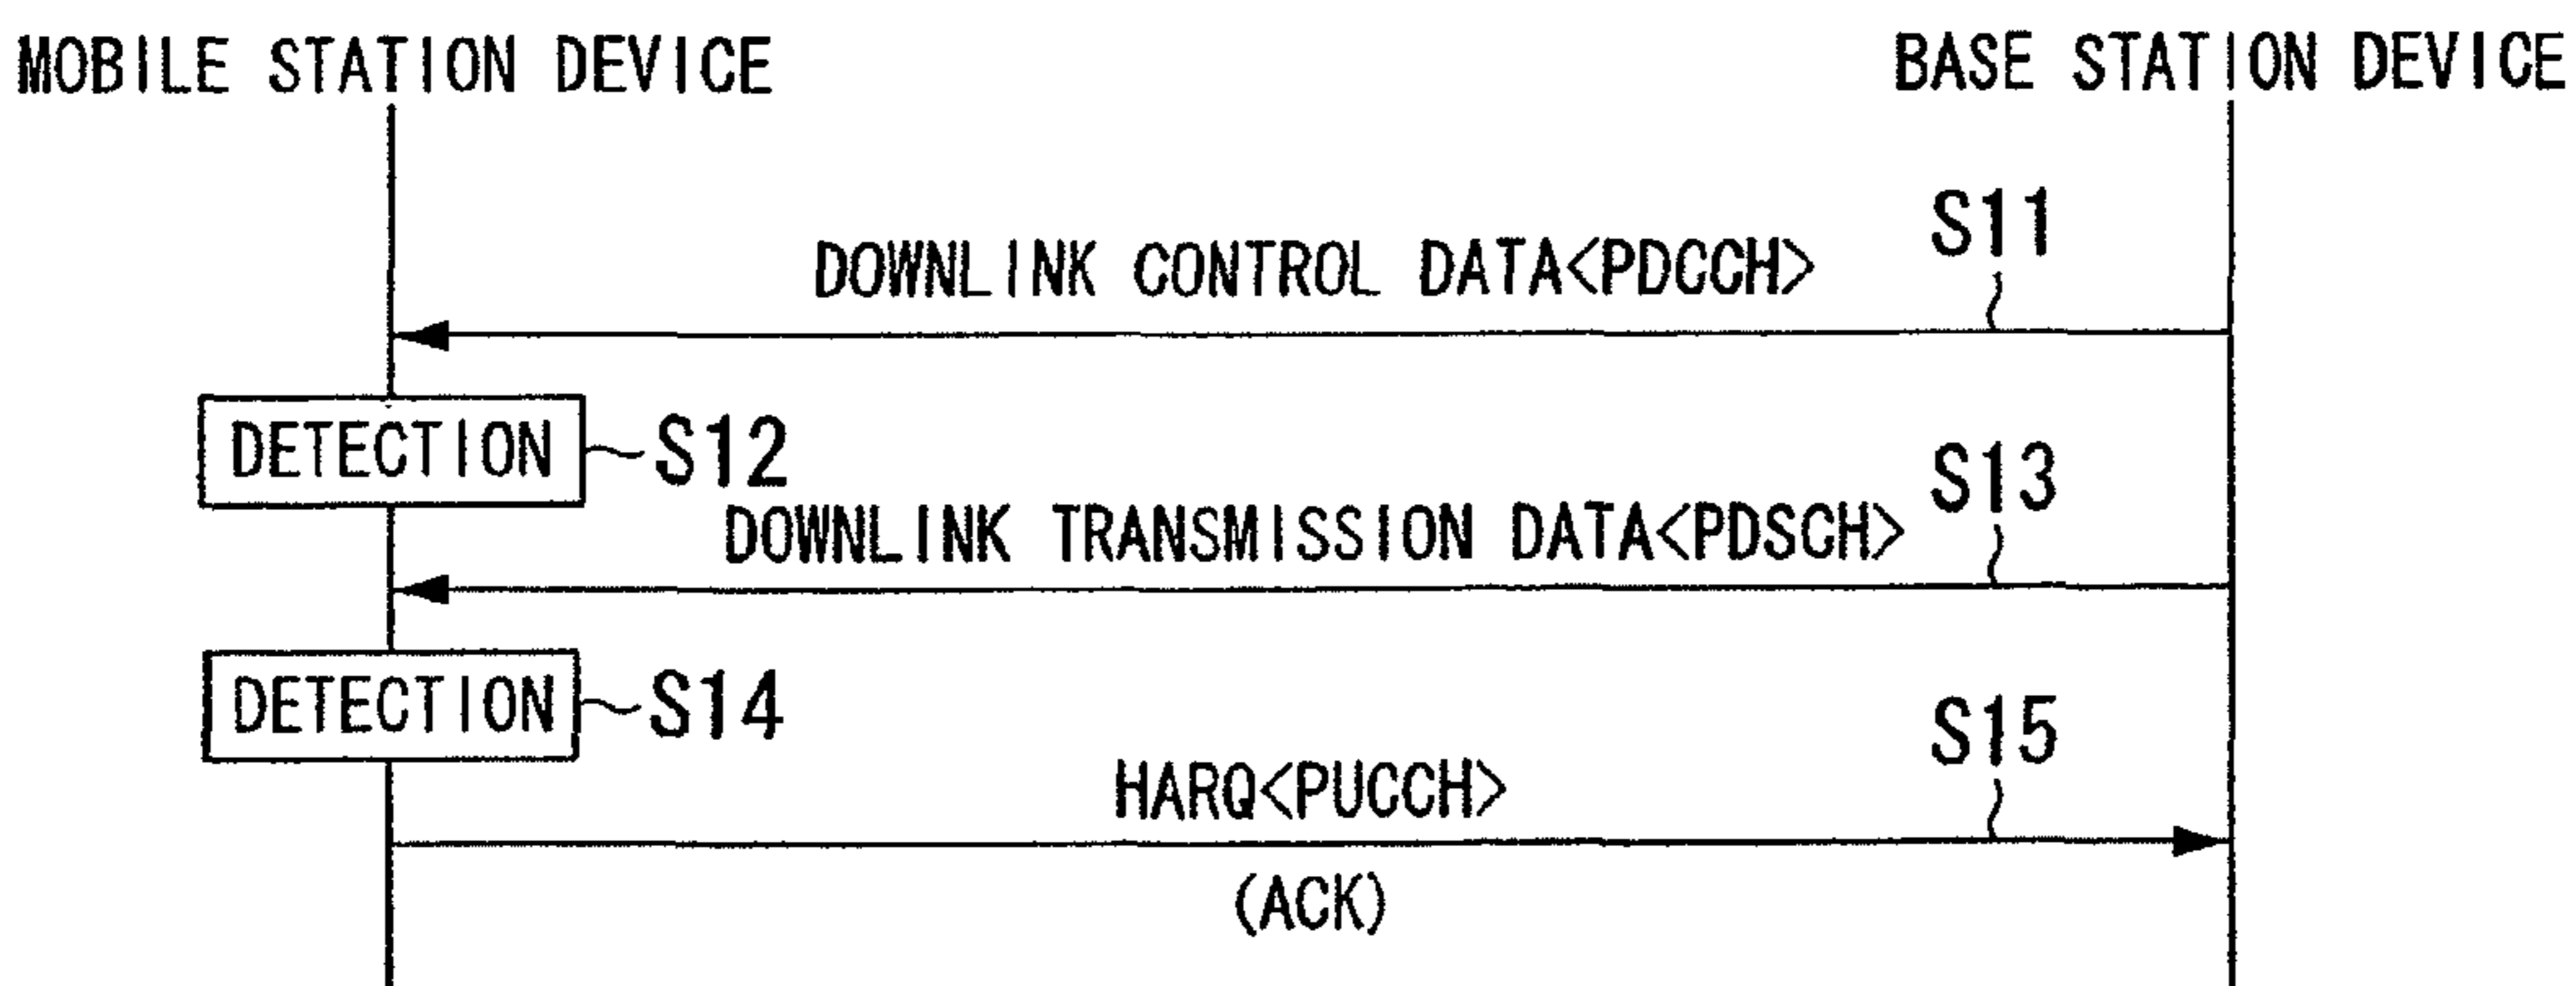 MOBILE STATION DEVICE
BASE STATION DEVICE
S11
DOWNLINK CONTROL DATA<PDCCH>
DETECTION
S12
S13
DOWNLINK TRANSMISSION DATA<PDSCH>
DETECTION
S14
S15
HARQ<PUCCH>
(ACK)